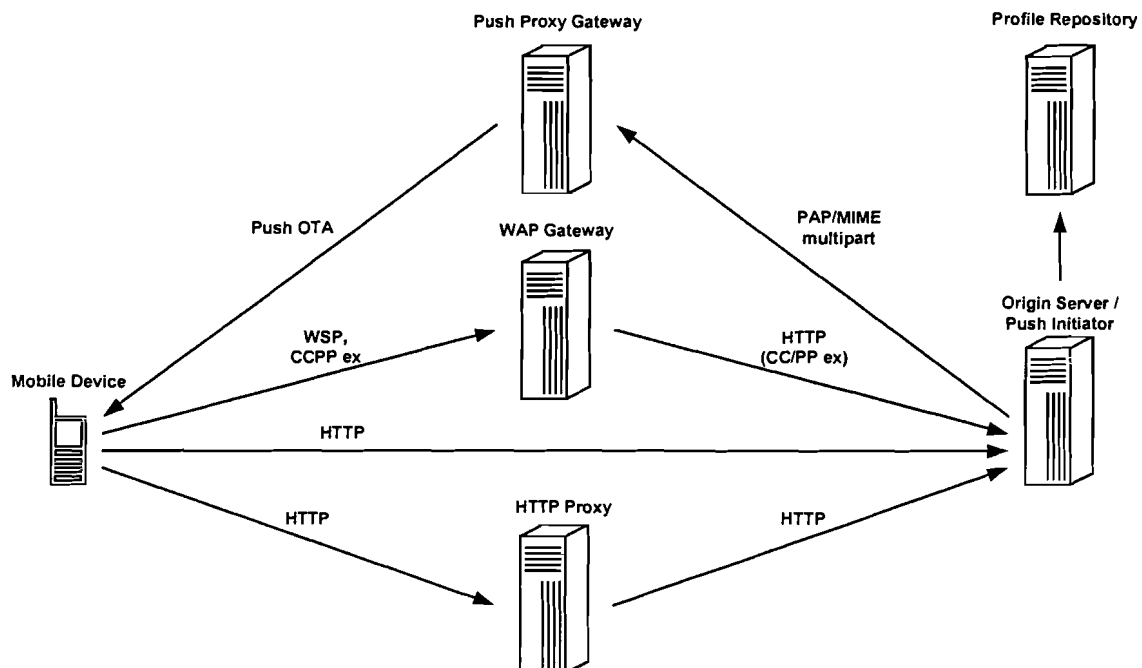 Push Proxy Gateway
Profile Repository
Push OTA
WAP Gateway
PAP/MIME
multipart
Origin Server /
Push Initiator
WSP,
CCPP ex
HTTP
(CC/PP ex)
Mobile Device
HTTP
HTTP
HTTP Proxy
HTTP